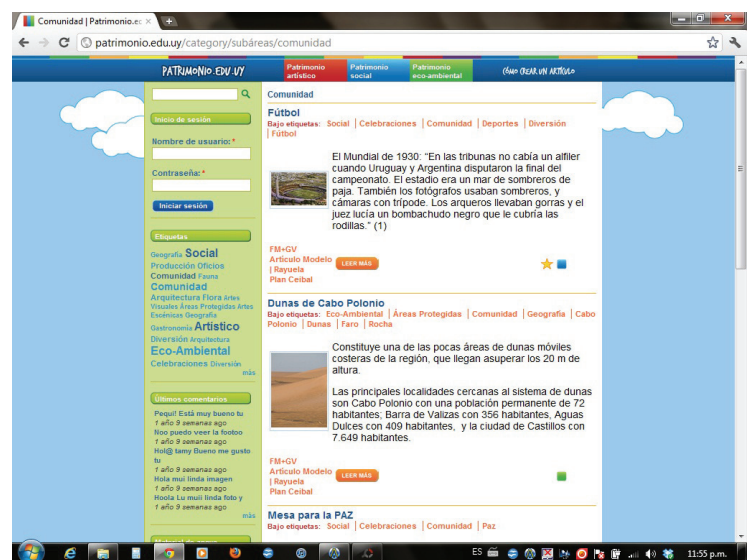 Comunidad | Patrimonio.ec
patrimonio.edu.uy/category/subáreas/comunidad
PATRIMONIO.EDU.UY
Patrimonio artístico
Patrimonio social
Patrimonio eco-ambiental
CÓMO CREAR UN ARTÍCULO
Inicio de sesión
Nombre de usuario: *
Contraseña: *
Iniciar sesión
Etiquetas
Geografia Social
Producción Oficios
Comunidad Fauna
Comunidad
Arquitectura Flora Artes
Visuales Áreas Protegidas Artes
Escénicas Geografía
Gastronomía Artístico
Diversión Arquitectura
Eco-Ambiental
Celebraciones Diversión
más
Últimos comentarios
Pequi! Está muy bueno tu
1 año 9 semanas ago
Noo puedo veer la footoo
1 año 9 semanas ago
Hol@ tamy Bueno me gusto
tu
1 año 9 semanas ago
Hola mui linda imagen
1 año 9 semanas ago
Hoola Lu muii linda foto y
1 año 9 semanas ago
más
Comunidad
Fútbol
Bajo etiquetas: Social | Celebraciones | Comunidad | Deportes | Diversión
| Fútbol
El Mundial de 1930: “En las tribunas no cabía un alfiler
cuando Uruguay y Argentina disputaron la final del
campeonato. El estadio era un mar de sombreros de
paja. También los fotógrafos usaban sombreros, y
cámaras con trípode. Los arqueros llevaban gorras y el
juez lucía un bombachudo negro que le cubría las
rodillas.” (1)
FM+GV
Artículo Modelo
| Rayuela
Plan Ceibal
LEER MÁS
Dunas de Cabo Polonio
Bajo etiquetas: Eco-Ambiental | Áreas Protegidas | Comunidad | Geografía | Cabo
Polonio | Dunas | Faro | Rocha
Constituye una de las pocas áreas de dunas móviles
costeras de la región, que llegan asuperar los 20 m de
altura.
Las principales localidades cercanas al sistema de dunas
son Cabo Polonio con una población permanente de 72
habitantes; Barra de Valizas con 356 habitantes, Aguas
Dulces con 409 habitantes, y la ciudad de Castillos con
7.649 habitantes.
FM+GV
Artículo Modelo
| Rayuela
Plan Ceibal
LEER MÁS
Mesa para la PAZ
Bajo etiquetas: Social | Celebraciones | Comunidad | Paz
ES
11:55 p.m.